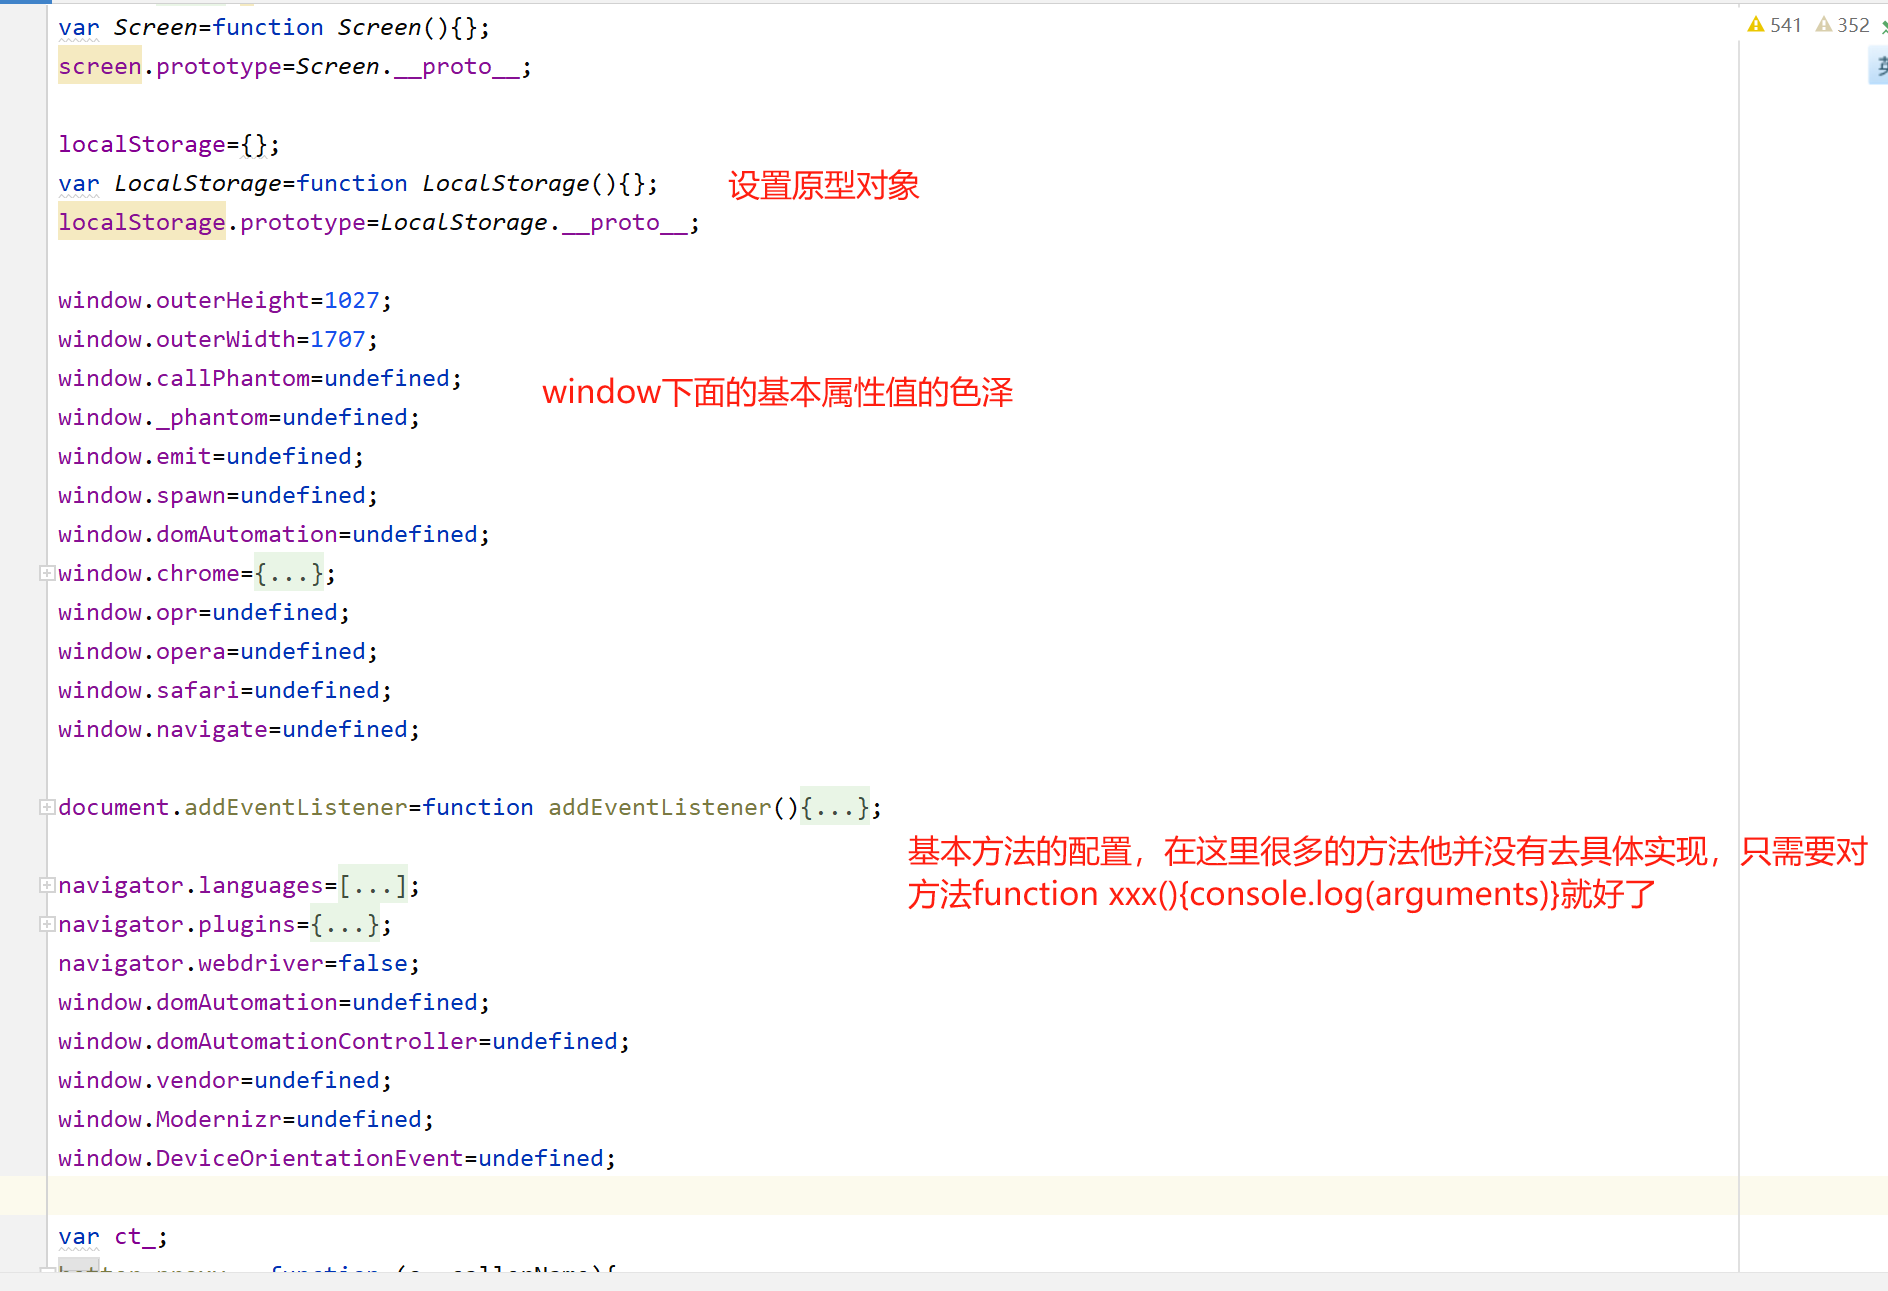 var Screen=function Screen(){};
541 352
screen.prototype=Screen.__proto__;
localStorage={};
var LocalStorage=function LocalStorage(){};
设置原型对象
localStorage.prototype=LocalStorage.__proto__;
window.outerHeight=1027;
window.outerWidth=1707;
window.callPhantom=undefined;
window下面的基本属性值的色泽
window._phantom=undefined;
window.emit=undefined;
window.spawn=undefined;
window.domAutomation=undefined;
window.chrome={...};
window.opr=undefined;
window.opera=undefined;
window.safari=undefined;
window.navigate=undefined;
document.addEventListener=function addEventListener(){...};
基本方法的配置，在这里很多的方法他并没有去具体实现，只需要对
方法function xxx(){console.log(arguments)}就好了
navigator.languages=[...];
navigator.plugins={...};
navigator.webdriver=false;
window.domAutomation=undefined;
window.domAutomationController=undefined;
window.vendor=undefined;
window.Modernizr=undefined;
window.DeviceOrientationEvent=undefined;
var ct_;